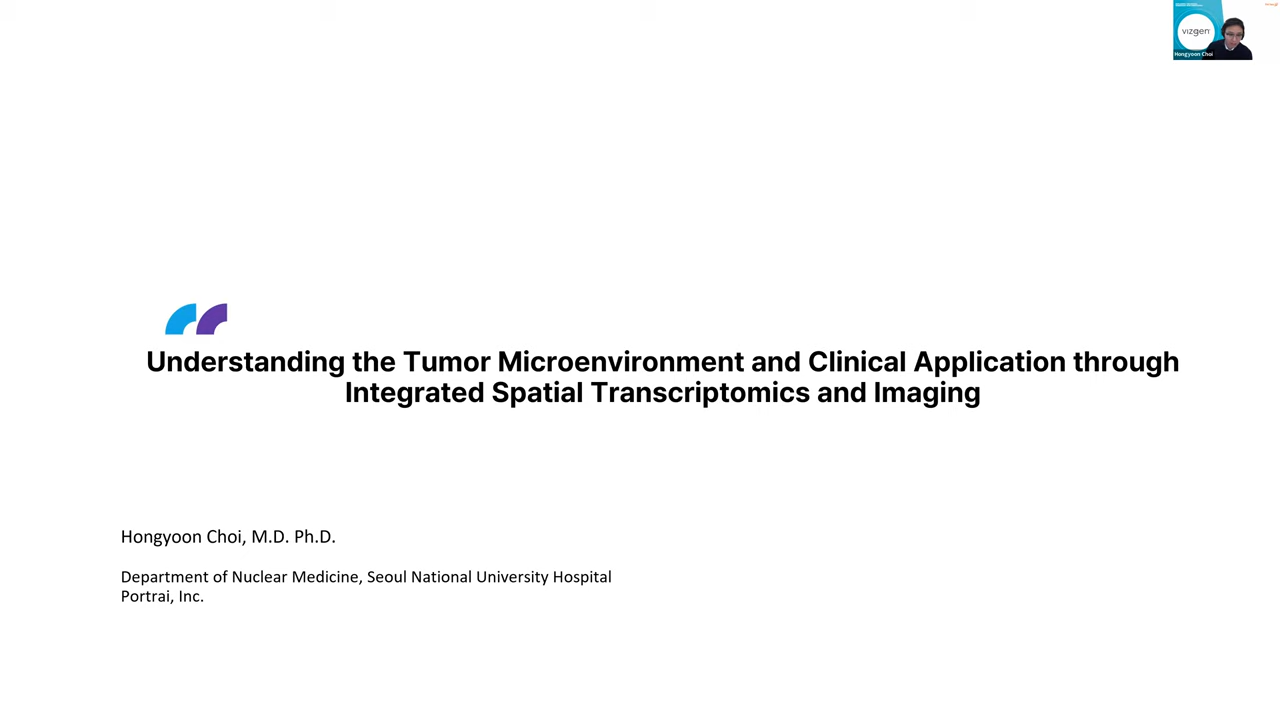 vizgen
Hongyoon Choi
Understanding the Tumor Microenvironment and Clinical Application through
Integrated Spatial Transcriptomics and Imaging
Hongyoon Choi, M.D. Ph.D.
Department of Nuclear Medicine, Seoul National University Hospital
Portrai, Inc.